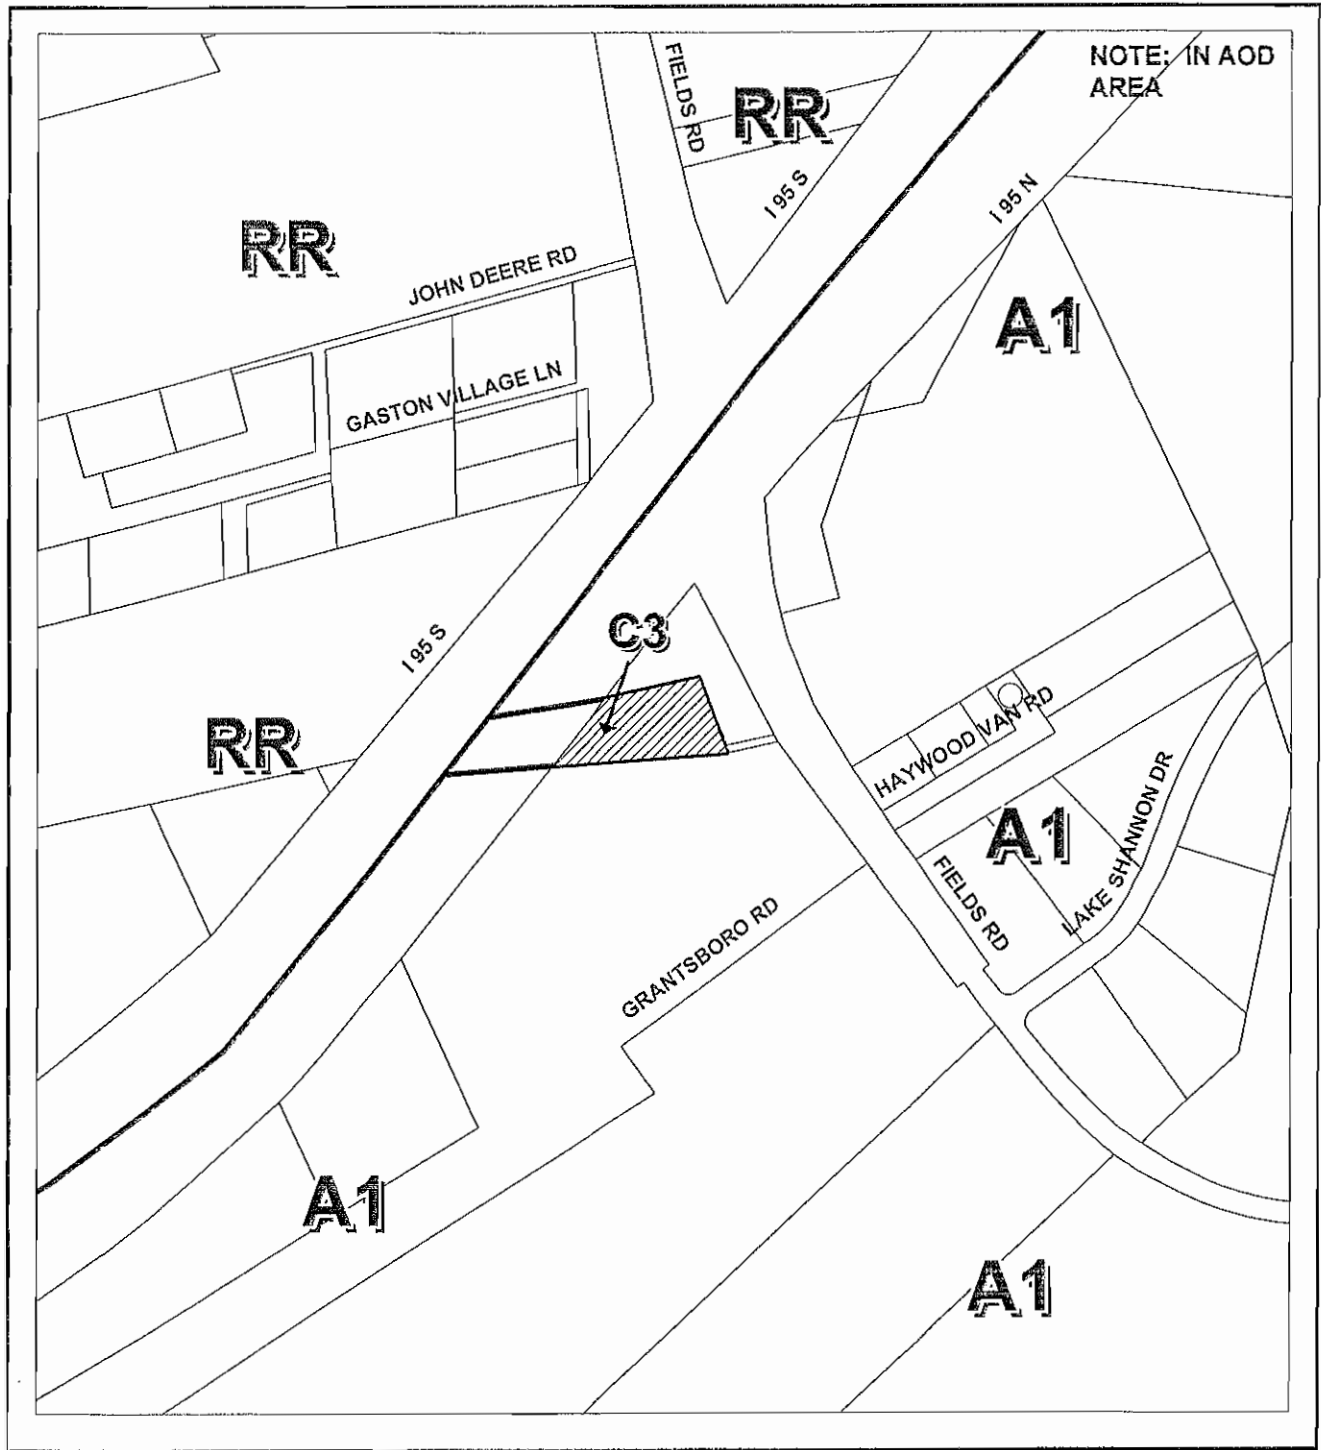 NOTE: IN AOD
AREA
FIELDS RD
RR
I 95 S
I 95 N
RR
JOHN DEERE RD
A1
GASTON VILLAGE LN
C3
I 95 S
RR
HAYWOOD VAN RD
A1
LAKE SHANNON DR
FIELDS RD
GRANTSBORO RD
A1
A1